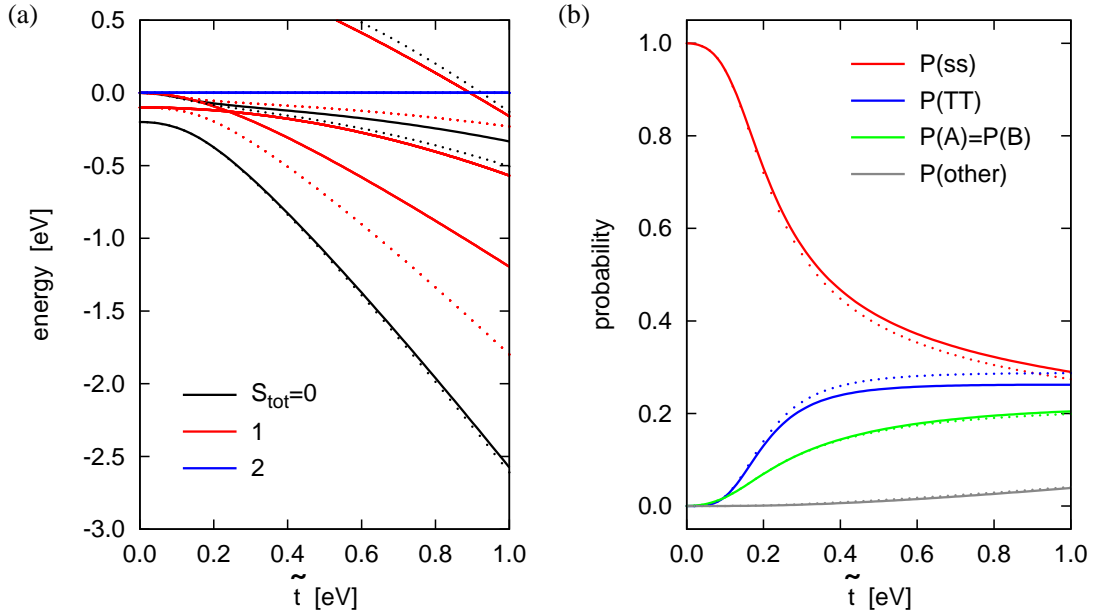 (a)
0.5
0.0
-0.5
-1.0
-1.5
-2.0
-2.5
-3.0
energy [eV]
S_tot=0
1
2
0.0 0.2 0.4 0.6 0.8 1.0
t̃ [eV]
(b)
1.0
0.8
0.6
0.4
0.2
0.0
probability
P(ss)
P(TT)
P(A)=P(B)
P(other)
0.0 0.2 0.4 0.6 0.8 1.0
t̃ [eV]